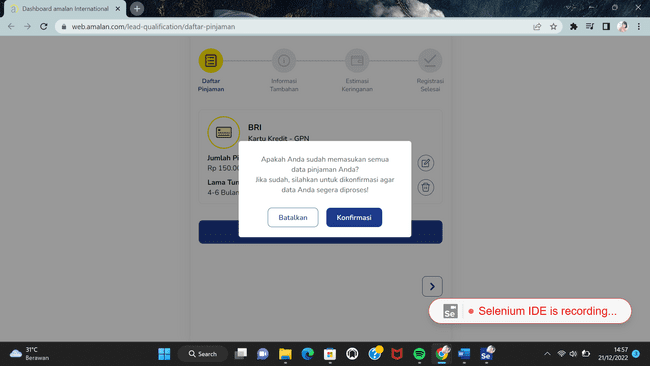 Dashboard amalan International
web.amalan.com/lead-qualification/daftar-pinjaman
Daftar
Pinjaman
Informasi
Tambahan
Estimasi
Keringanan
Registrasi
Selesai
BRI
Kartu Kredit - GPN
Jumlah Pi
Rp 150.00
Lama Tun
4-6 Bulan
Apakah Anda sudah memasukan semua
data pinjaman Anda?
Jika sudah, silahkan untuk dikonfirmasi agar
data Anda segera diproses!
Batalkan
Konfirmasi
Se
Selenium IDE is recording...
31°C
Berawan
Search
Se
14:57
21/12/2022